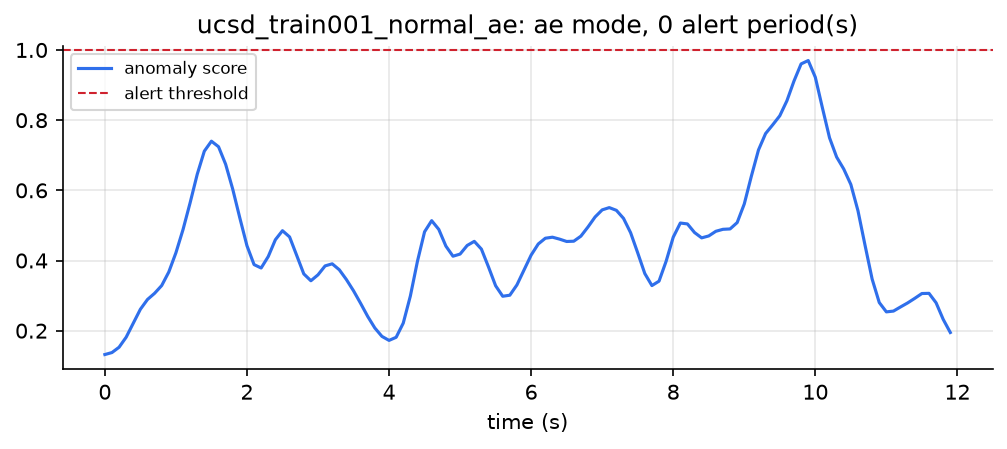 ucsd_train001_normal_ae: ae mode, 0 alert period(s)
anomaly score
alert threshold
1.0
0.8
0.6
0.4
0.2
0 2 4 6 8 10 12
time (s)